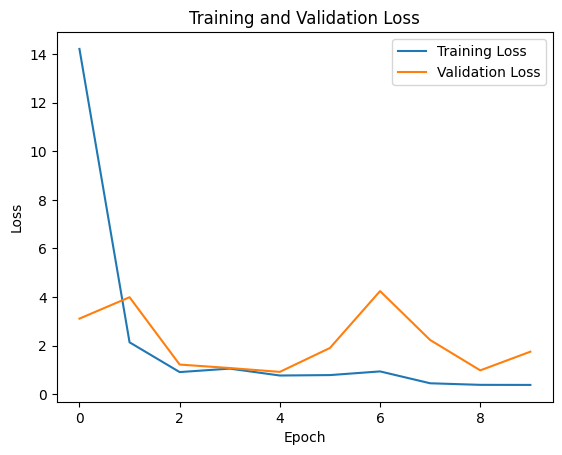 Training and Validation Loss
Training Loss
Validation Loss
14
12
10
8
6
4
2
0
Loss
0 2 4 6 8
Epoch